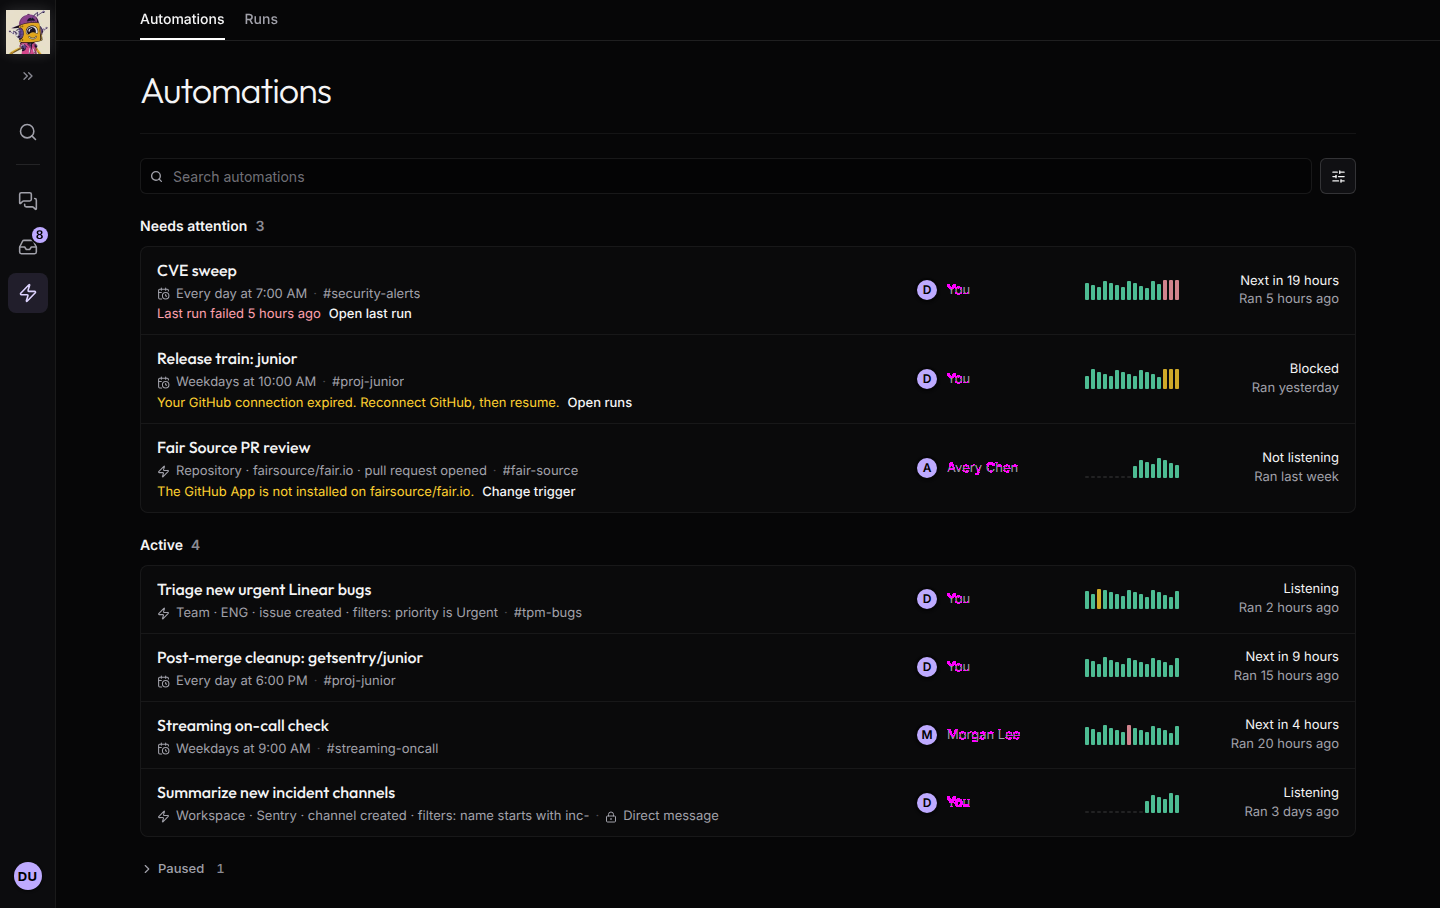 Automations Runs
Automations
Search automations
Needs attention 3
CVE sweep
Every day at 7:00 AM · #security-alerts
Last run failed 5 hours ago Open last run
D You
Next in 19 hours
Ran 5 hours ago
Release train: junior
Weekdays at 10:00 AM · #proj-junior
Your GitHub connection expired. Reconnect GitHub, then resume. Open runs
D You
Blocked
Ran yesterday
Fair Source PR review
Repository · fairsource/fair.io · pull request opened · #fair-source
The GitHub App is not installed on fairsource/fair.io. Change trigger
A Avery Chen
Not listening
Ran last week
Active 4
Triage new urgent Linear bugs
Team · ENG · issue created · filters: priority is Urgent · #tpm-bugs
D You
Listening
Ran 2 hours ago
Post-merge cleanup: getsentry/junior
Every day at 6:00 PM · #proj-junior
D You
Next in 9 hours
Ran 15 hours ago
Streaming on-call check
Weekdays at 9:00 AM · #streaming-oncall
M Morgan Lee
Next in 4 hours
Ran 20 hours ago
Summarize new incident channels
Workspace · Sentry · channel created · filters: name starts with inc- · Direct message
D You
Listening
Ran 3 days ago
Paused 1
8
DU